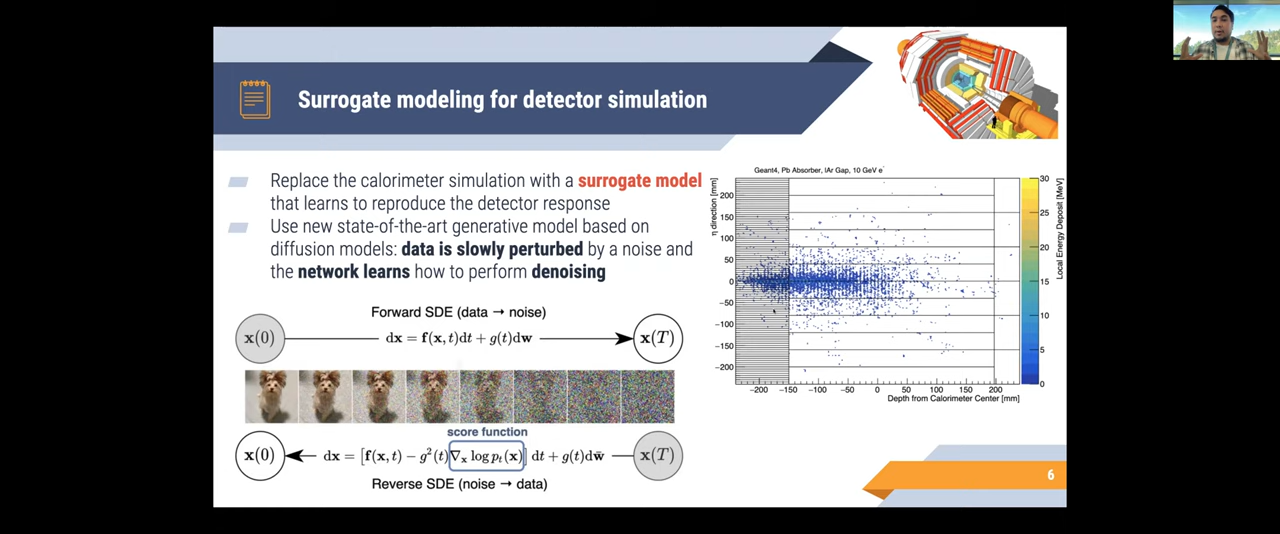 Surrogate modeling for detector simulation
Replace the calorimeter simulation with a surrogate model
that learns to reproduce the detector response
Use new state-of-the-art generative model based on
diffusion models: data is slowly perturbed by a noise and
the network learns how to perform denoising
Forward SDE (data → noise)
x(0)
dx = f(x, t)dt + g(t)dw
x(T)
score function
x(0)
dx = [f(x, t) − g²(t)∇ₓ log pₜ(x)] dt + g(t)dw̄
x(T)
Reverse SDE (noise → data)
Geant4, Pb Absorber, lAr Gap, 10 GeV e⁻
η direction [mm]
200
150
100
50
0
−50
−100
−150
−200
−200 −150 −100 −50 0 50 100 150 200
Depth from Calorimeter Center [mm]
30
25
20
15
10
5
0
Local Energy Deposit [MeV]
6